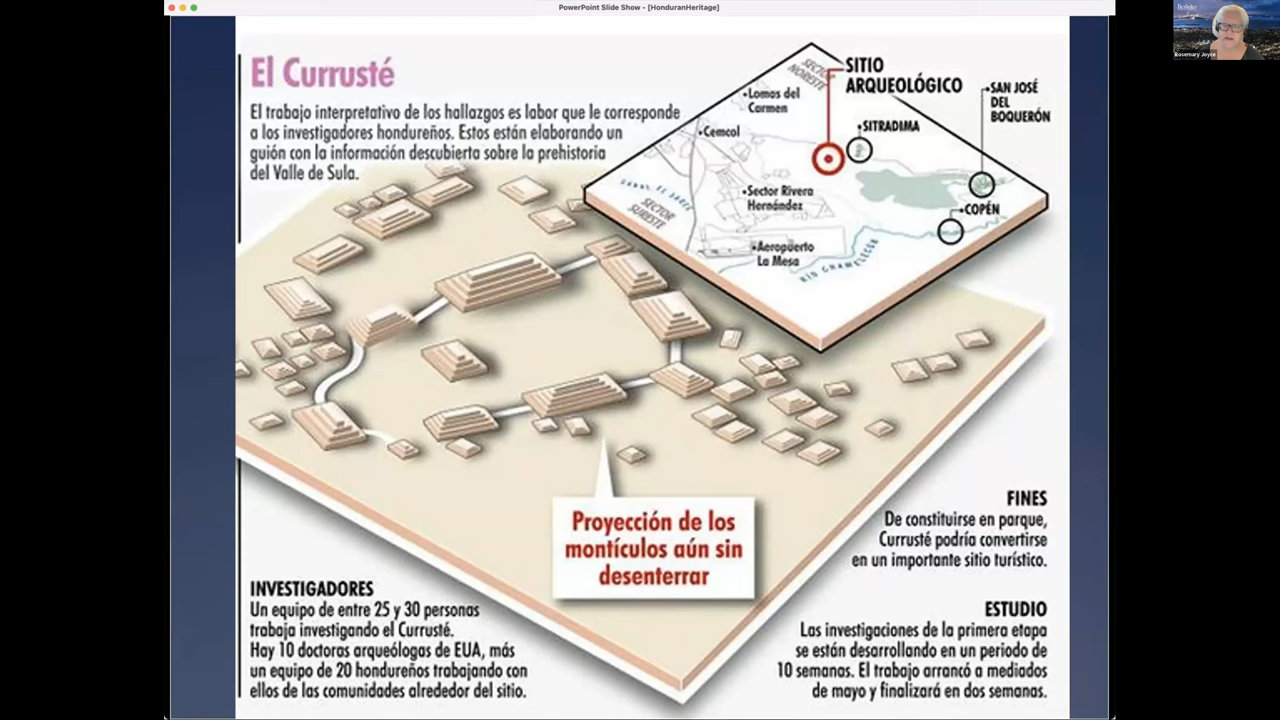 PowerPoint Slide Show - [HonduranHeritage]
Berkeley
Rosemary Joyce
El Currusté
El trabajo interpretativo de los hallazgos es labor que le corresponde
a los investigadores hondureños. Estos están elaborando un
guión con la información descubierta sobre la prehistoria
del Valle de Sula.
SECTOR
NORESTE
SITIO
ARQUEOLÓGICO
•Lomas del
Carmen
•Cemcol
•SITRADIMA
•SAN JOSÉ
DEL
BOQUERÓN
•Sector Rivera
Hernández
SECTOR
SURESTE
•COPÉN
•Aeropuerto
La Mesa
RÍO CHAMELECÓN
Proyección de los
montículos aún sin
desenterrar
INVESTIGADORES
Un equipo de entre 25 y 30 personas
trabaja investigando el Currusté.
Hay 10 doctoras arqueólogas de EUA, más
un equipo de 20 hondureños trabajando con
ellos de las comunidades alrededor del sitio.
FINES
De constituirse en parque,
Currusté podría convertirse
en un importante sitio turístico.
ESTUDIO
Las investigaciones de la primera etapa
se están desarrollando en un periodo de
10 semanas. El trabajo arrancó a mediados
de mayo y finalizará en dos semanas.